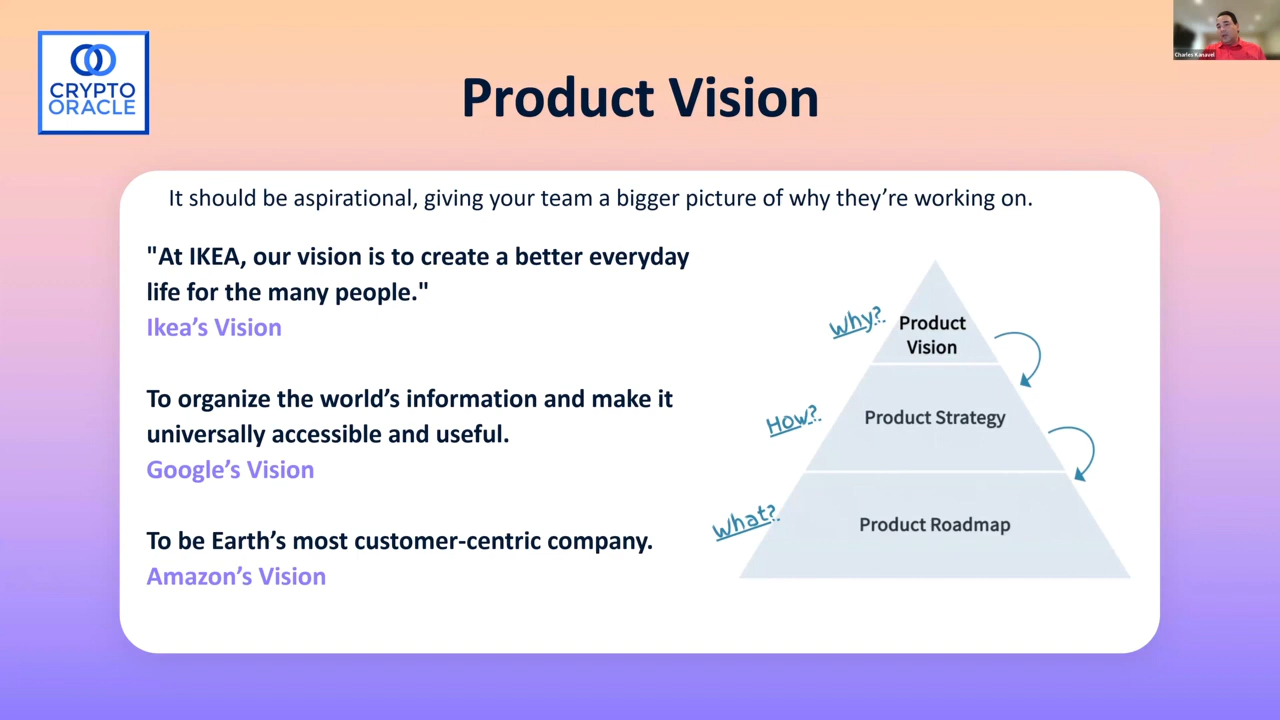 CRYPTO
ORACLE
Charles Kanavel
Product Vision
It should be aspirational, giving your team a bigger picture of why they’re working on.
"At IKEA, our vision is to create a better everyday
life for the many people."
Ikea’s Vision
To organize the world’s information and make it
universally accessible and useful.
Google’s Vision
To be Earth’s most customer-centric company.
Amazon’s Vision
Why?
Product
Vision
How?
Product Strategy
What?
Product Roadmap